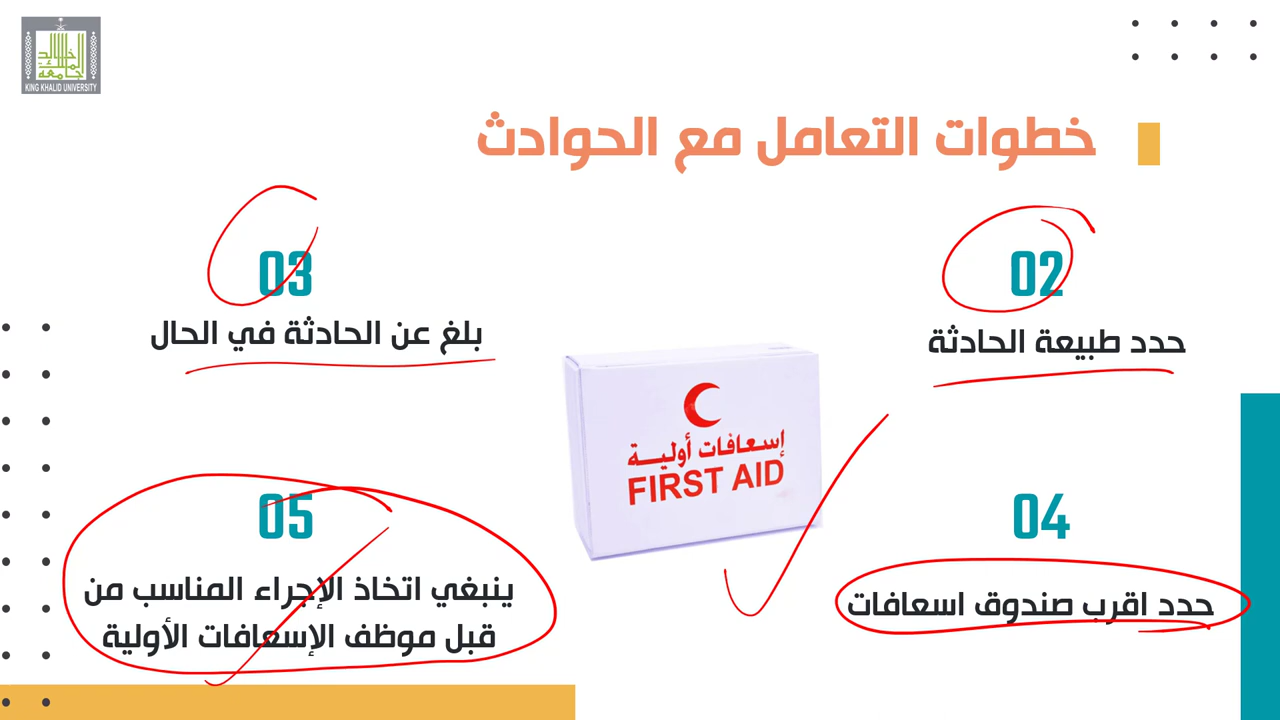 KING KHALID UNIVERSITY
خطوات التعامل مع الحوادث
02
حدد طبيعة الحادثة
03
بلغ عن الحادثة في الحال
إسعافات أولية
FIRST AID
04
حدد اقرب صندوق اسعافات
05
ينبغي اتخاذ الإجراء المناسب من
قبل موظف الإسعافات الأولية